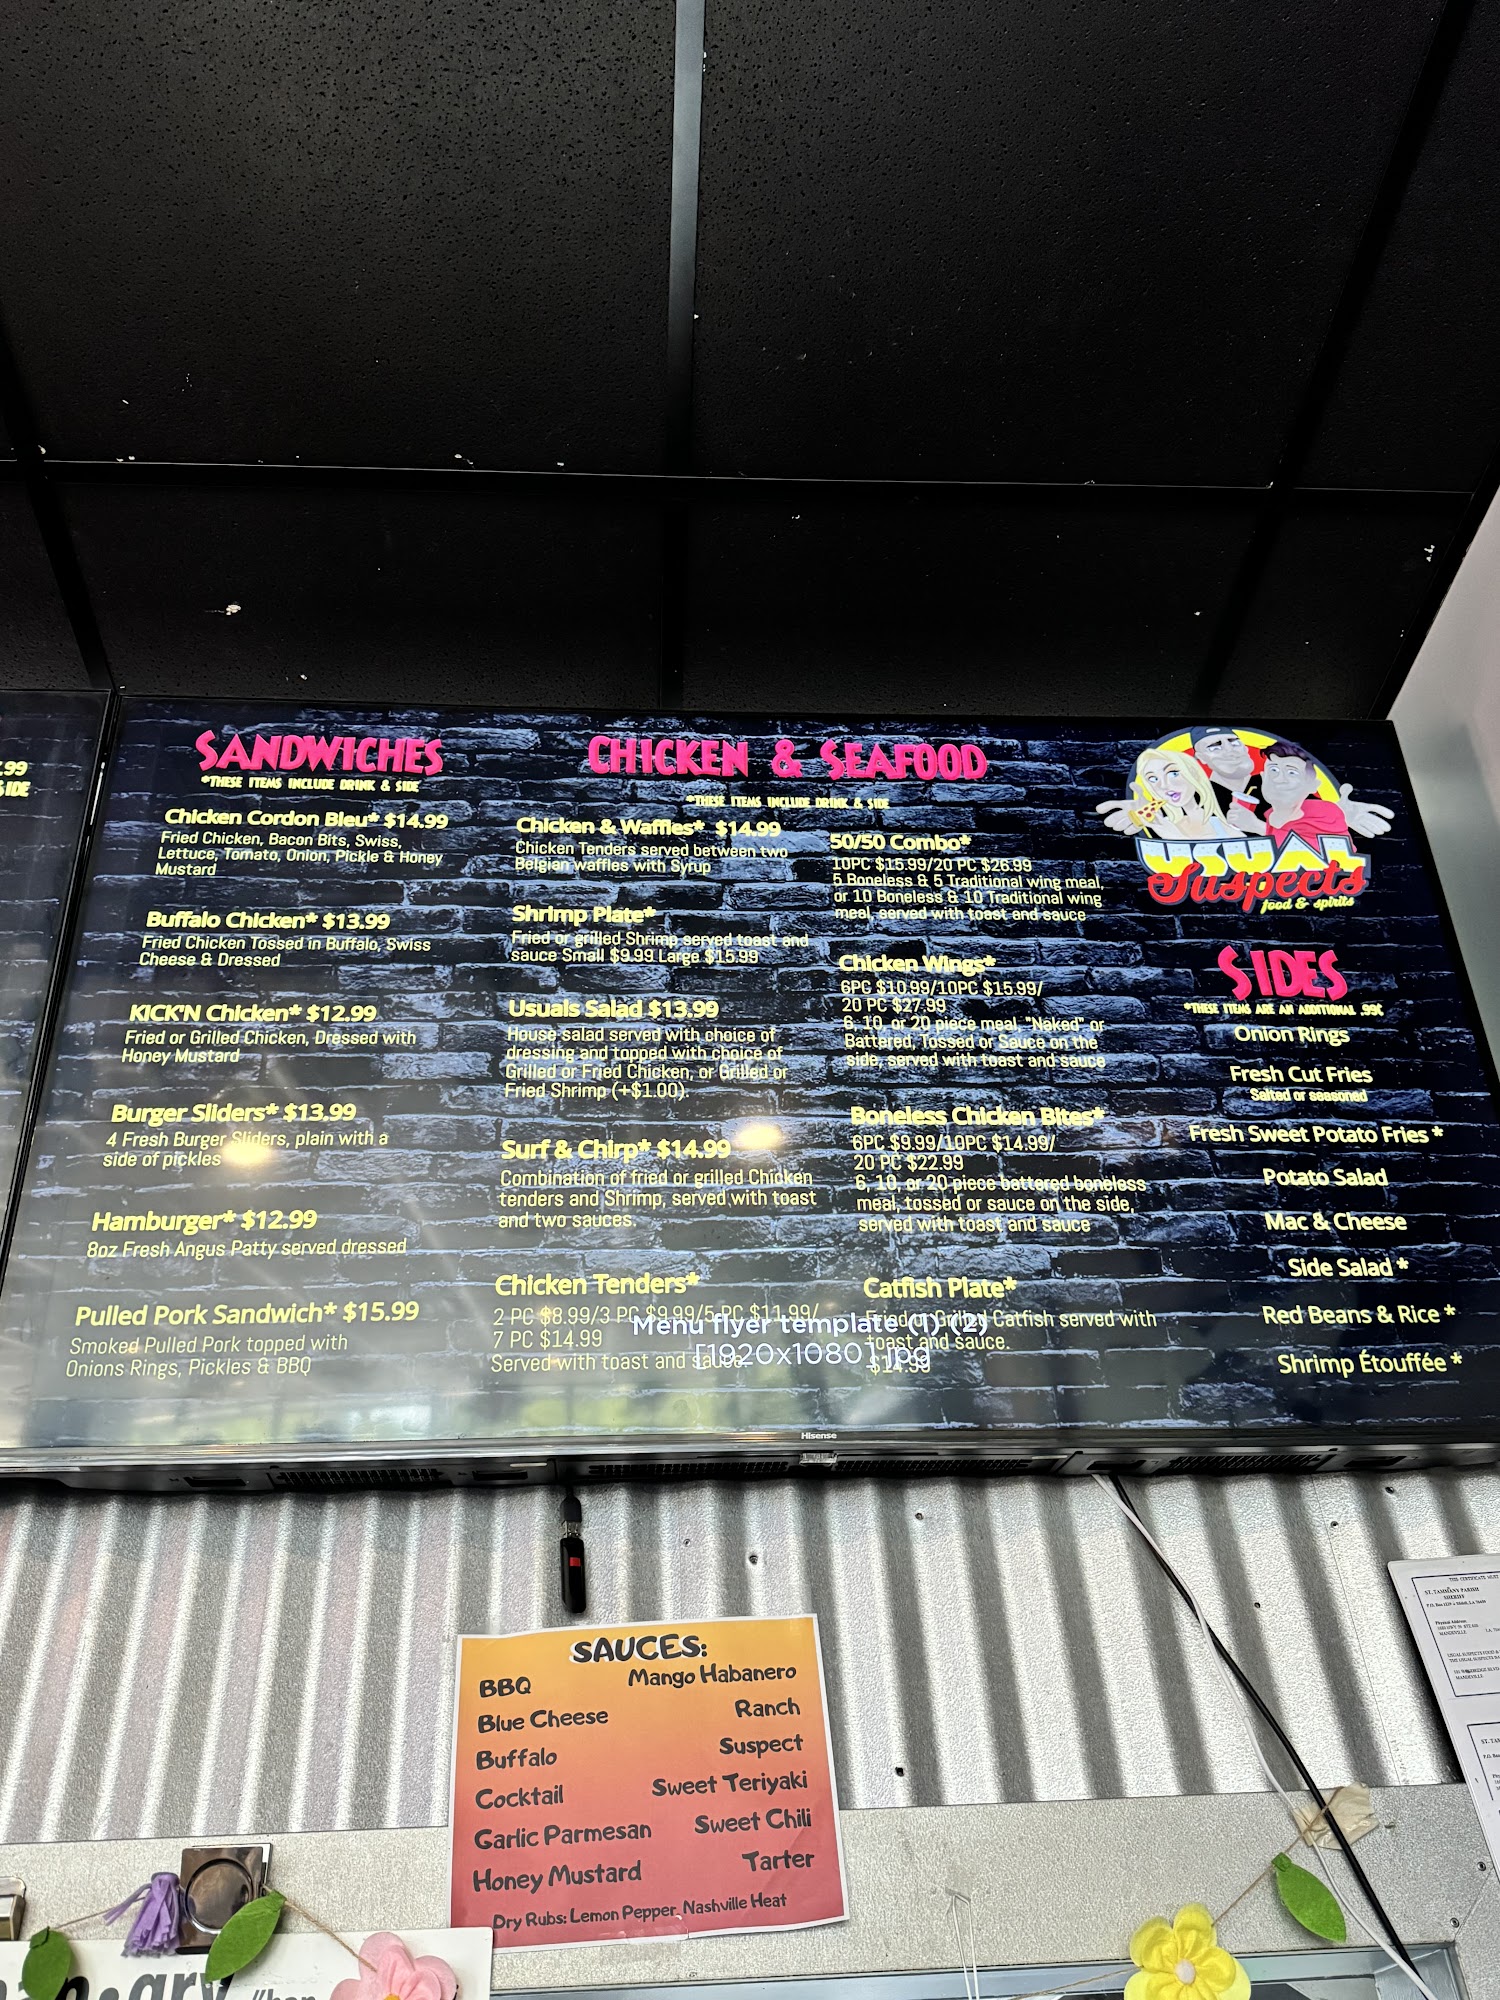 .99
SIDE
SANDWICHES
*THESE ITEMS INCLUDE DRINK & SIDE
Chicken Cordon Bleu* $14.99
Fried Chicken, Bacon Bits, Swiss,
Lettuce, Tomato, Onion, Pickle & Honey
Mustard
Buffalo Chicken* $13.99
Fried Chicken Tossed in Buffalo, Swiss
Cheese & Dressed
KICK'N Chicken* $12.99
Fried or Grilled Chicken, Dressed with
Honey Mustard
Burger Sliders* $13.99
4 Fresh Burger Sliders, plain with a
side of pickles
Hamburger* $12.99
8oz Fresh Angus Patty served dressed
Pulled Pork Sandwich* $15.99
Smoked Pulled Pork topped with
Onions Rings, Pickles & BBQ
CHICKEN & SEAFOOD
*THESE ITEMS INCLUDE DRINK & SIDE
Chicken & Waffles* $14.99
Chicken Tenders served between two
Belgian waffles with Syrup
Shrimp Plate*
Fried or grilled Shrimp served toast and
sauce Small $9.99 Large $15.99
Usuals Salad $13.99
House salad served with choice of
dressing and topped with choice of
Grilled or Fried Chicken, or Grilled or
Fried Shrimp (+$1.00).
Surf & Chirp* $14.99
Combination of fried or grilled Chicken
tenders and Shrimp, served with toast
and two sauces.
Chicken Tenders*
2 PC $8.99/3 PC $9.99/5 PC $11.99/
7 PC $14.99
Served with toast and sauce
50/50 Combo*
10PC $15.99/20 PC $26.99
5 Boneless & 5 Traditional wing meal,
or 10 Boneless & 10 Traditional wing
meal, served with toast and sauce
Chicken Wings*
6PC $10.99/10PC $15.99/
20 PC $27.99
6, 10, or 20 piece meal, "Naked" or
Battered, Tossed or Sauce on the
side, served with toast and sauce
Boneless Chicken Bites*
6PC $9.99/10PC $14.99/
20 PC $22.99
6, 10, or 20 piece battered boneless
meal, tossed or sauce on the side,
served with toast and sauce
Catfish Plate*
Fried or Grilled Catfish served with
toast and sauce.
$14.99
Menu flyer template (1) (2)
[1920x1080].jpg
USUAL
Suspects
food & spirits
SIDES
*THESE ITEMS ARE AN ADDITIONAL .99¢
Onion Rings
Fresh Cut Fries
Salted or seasoned
Fresh Sweet Potato Fries *
Potato Salad
Mac & Cheese
Side Salad *
Red Beans & Rice *
Shrimp Étouffée *
Hisense
SAUCES:
BBQ
Blue Cheese
Buffalo
Cocktail
Garlic Parmesan
Honey Mustard
Mango Habanero
Ranch
Suspect
Sweet Teriyaki
Sweet Chili
Tarter
Dry Rubs: Lemon Pepper, Nashville Heat
ST. TAMMANY PARISH
SHERIFF
MANDEVILLE